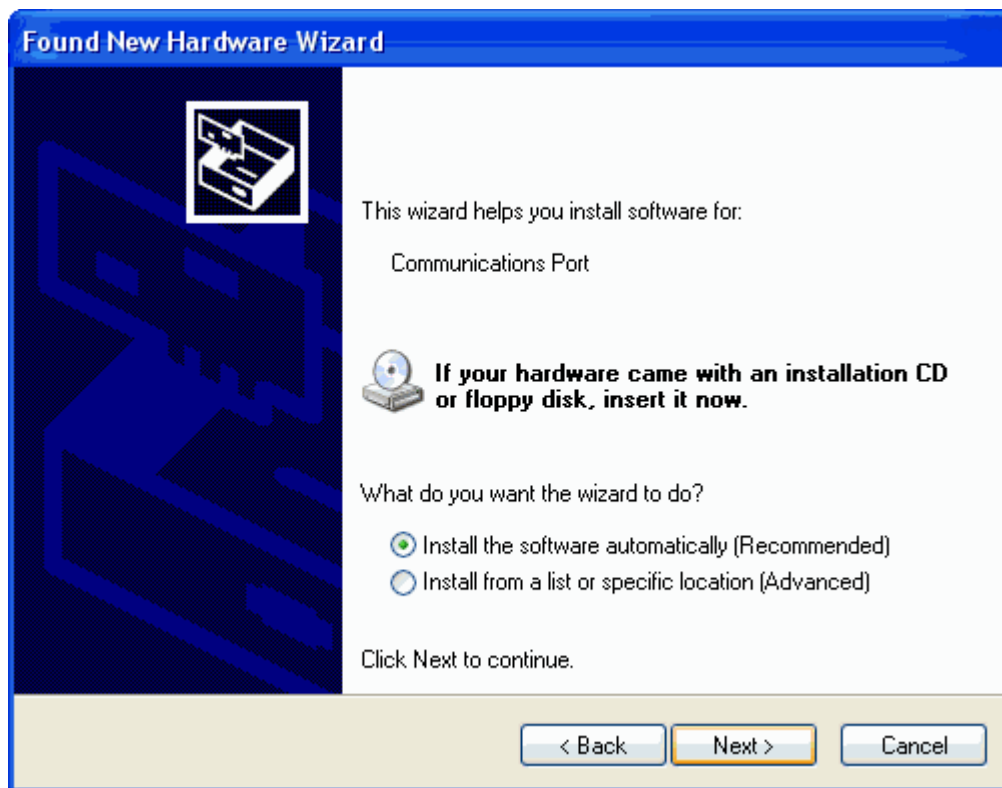 Found New Hardware Wizard
This wizard helps you install software for:
Communications Port
If your hardware came with an installation CD
or floppy disk, insert it now.
What do you want the wizard to do?
Install the software automatically (Recommended)
Install from a list or specific location (Advanced)
Click Next to continue.
< Back
Next >
Cancel